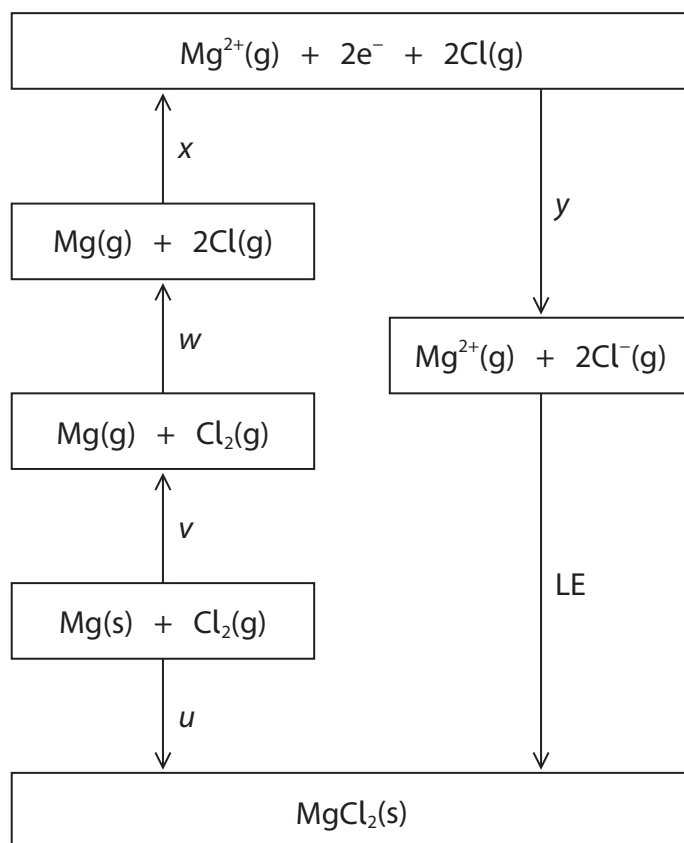 Mg²⁺(g) + 2e⁻ + 2Cl(g)
x
y
Mg(g) + 2Cl(g)
w
Mg²⁺(g) + 2Cl⁻(g)
Mg(g) + Cl₂(g)
v
LE
Mg(s) + Cl₂(g)
u
MgCl₂(s)